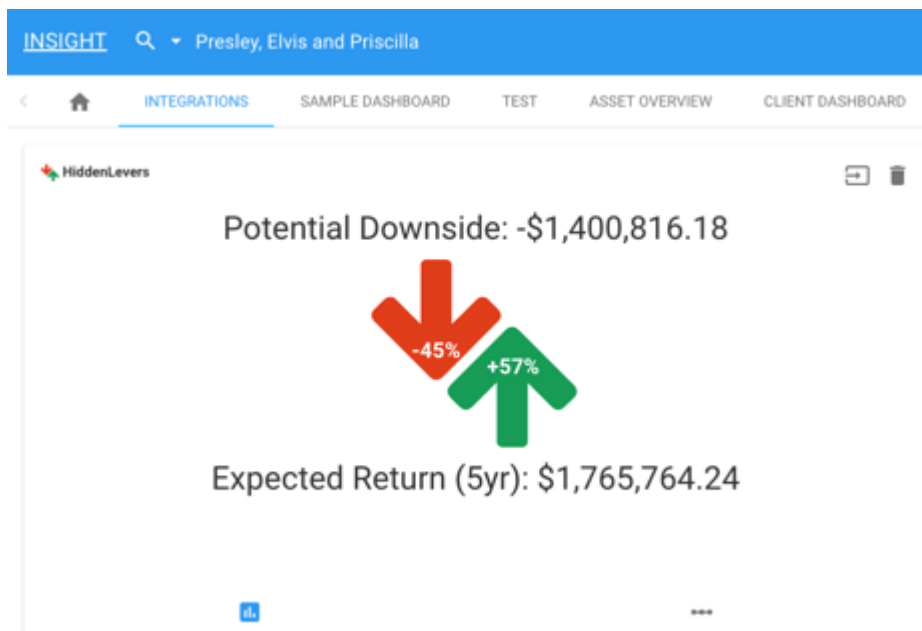 INSIGHT Presley, Elvis and Priscilla
INTEGRATIONS SAMPLE DASHBOARD TEST ASSET OVERVIEW CLIENT DASHBOARD
HiddenLevers
Potential Downside: -$1,400,816.18
-45%
+57%
Expected Return (5yr): $1,765,764.24